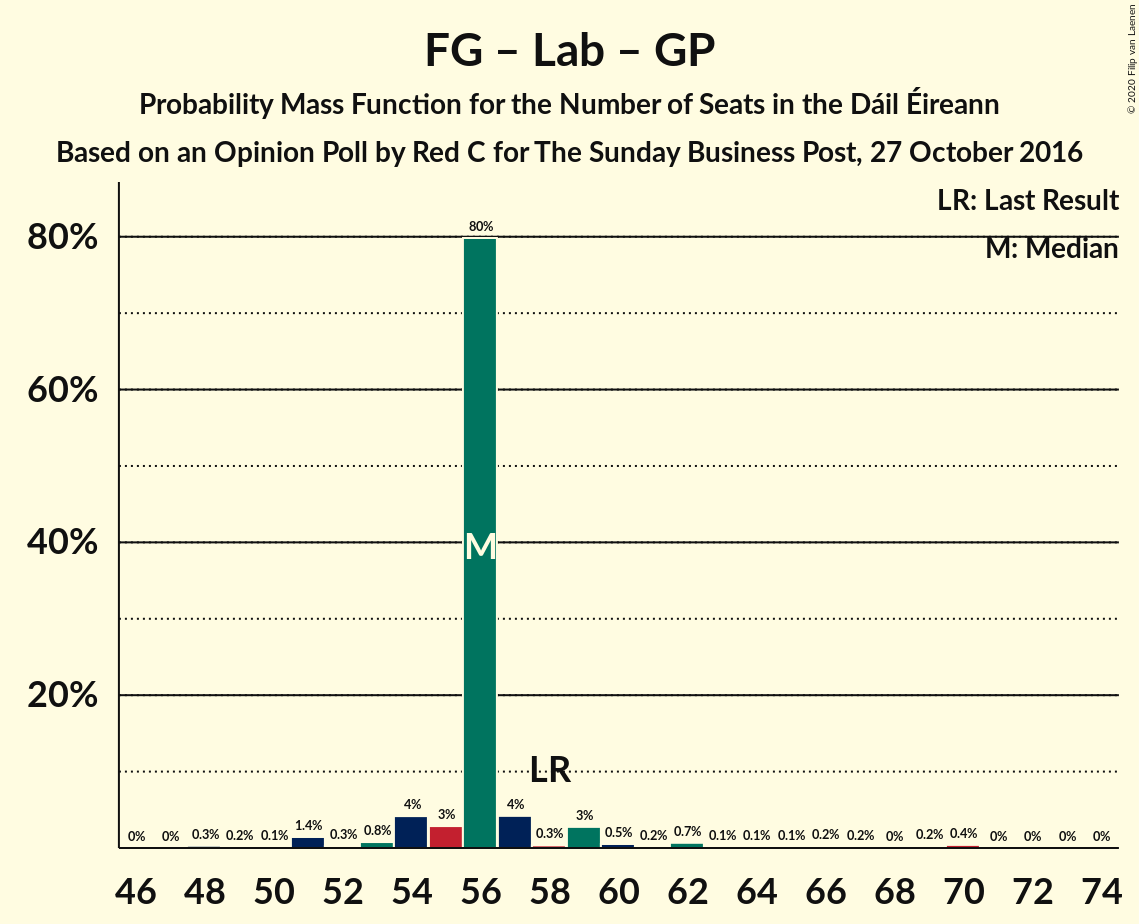 FG – Lab – GP
Probability Mass Function for the Number of Seats in the Dáil Éireann
Based on an Opinion Poll by Red C for The Sunday Business Post, 27 October 2016
© 2020 Filip van Laenen
LR: Last Result
M: Median
80%
60%
40%
20%
0% 0% 0.3% 0.2% 0.1% 1.4% 0.3% 0.8% 4% 3% 80% 4% 0.3% 3% 0.5% 0.2% 0.7% 0.1% 0.1% 0.1% 0.2% 0.2% 0% 0.2% 0.4% 0% 0% 0% 0%
M
LR
46 48 50 52 54 56 58 60 62 64 66 68 70 72 74